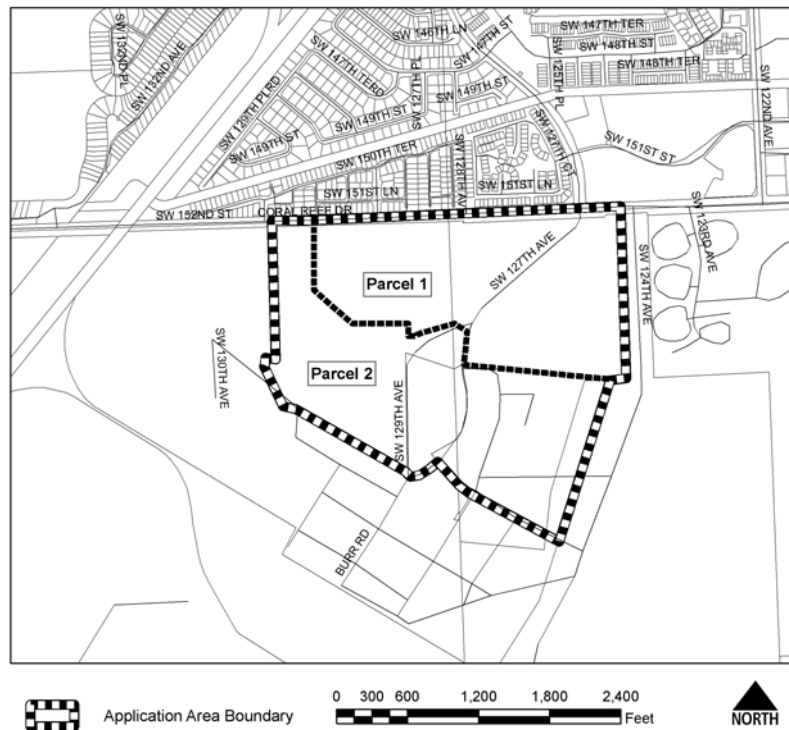 SW 132ND PL
SW 132ND AVE
SW 129TH PLRD
SW 147TH TERD
SW 146TH LN
SW 147TH ST
SW 127TH PL
SW 125TH PL
SW 147TH TER
SW 148TH ST
SW 148TH TER
SW 122ND AVE
SW 149TH ST
SW 149TH ST
SW 149TH ST
SW 150TH TER
SW 128TH AV
SW 127TH CT
SW 151ST ST
SW 151ST LN
SW 151ST LN
SW 152ND ST
CORAL REEF DR
SW 123RD AVE
SW 124TH AVE
SW 127TH AVE
Parcel 1
SW 130TH AVE
Parcel 2
SW 129TH AVE
BURR RD
0 300 600 1,200 1,800 2,400
Feet
Application Area Boundary
NORTH